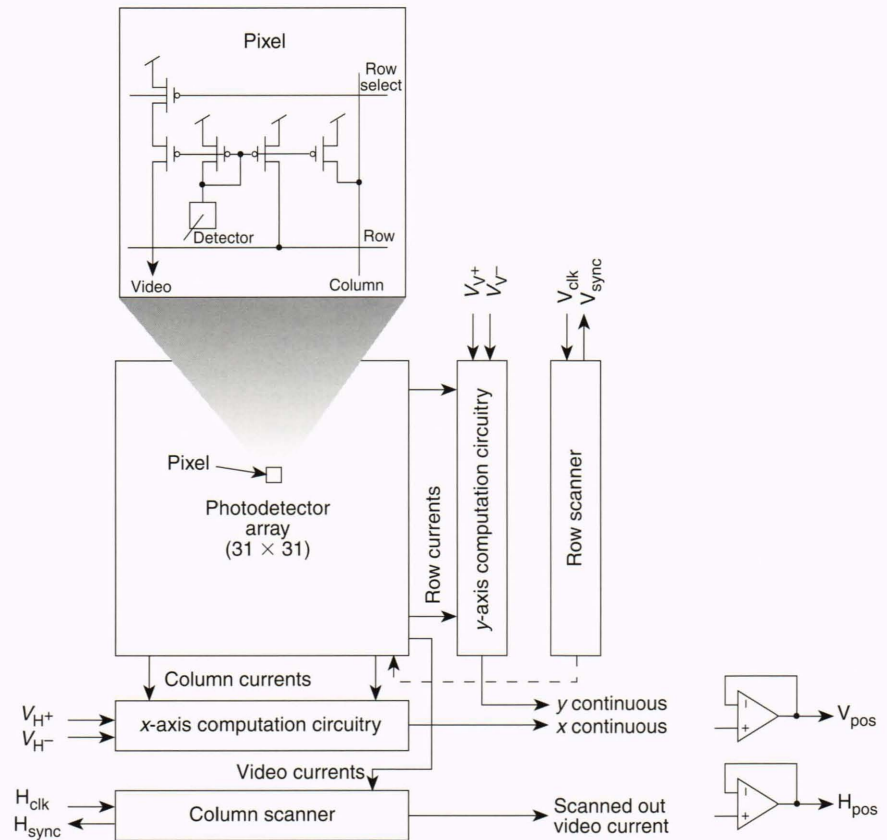 Pixel
Row
select
Detector
Row
Video
Column
V_V+
V_V−
V_clk
V_sync
Pixel
Photodetector
array
(31 × 31)
Row currents
y-axis computation circuitry
Row scanner
Column currents
V_H+
V_H−
x-axis computation circuitry
y continuous
x continuous
-
+
V_pos
Video currents
H_clk
H_sync
Column scanner
Scanned out
video current
-
+
H_pos